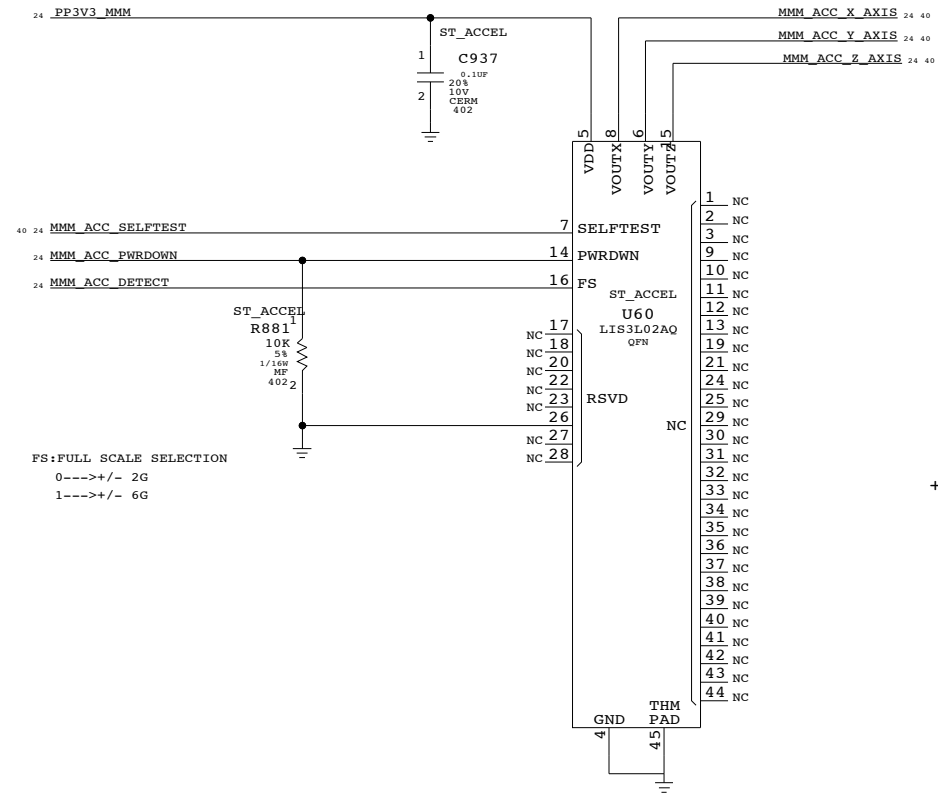 24 PP3V3_MMM
MMM_ACC_X_AXIS 24 40
MMM_ACC_Y_AXIS 24 40
MMM_ACC_Z_AXIS 24 40
ST_ACCEL
1 C937
0.1UF
20%
10V
2 CERM
402
5 8 6 15
VDD VOUTX VOUTY VOUTZ
40 24 MMM_ACC_SELFTEST 7 SELFTEST
24 MMM_ACC_PWRDOWN 14 PWRDWN
24 MMM_ACC_DETECT 16 FS
ST_ACCEL
U60
LIS3L02AQ
QFN
ST_ACCEL
1
R881
10K
5%
1/16W
MF
402 2
NC 17
NC 18
NC 20
NC 22
NC 23
26
NC 27
NC 28
RSVD
NC
1 NC
2 NC
3 NC
9 NC
10 NC
11 NC
12 NC
13 NC
19 NC
21 NC
24 NC
25 NC
29 NC
30 NC
31 NC
32 NC
33 NC
34 NC
35 NC
36 NC
37 NC
38 NC
39 NC
40 NC
41 NC
42 NC
43 NC
44 NC
FS:FULL SCALE SELECTION
0--->+/- 2G
1--->+/- 6G
GND THM PAD
4 45